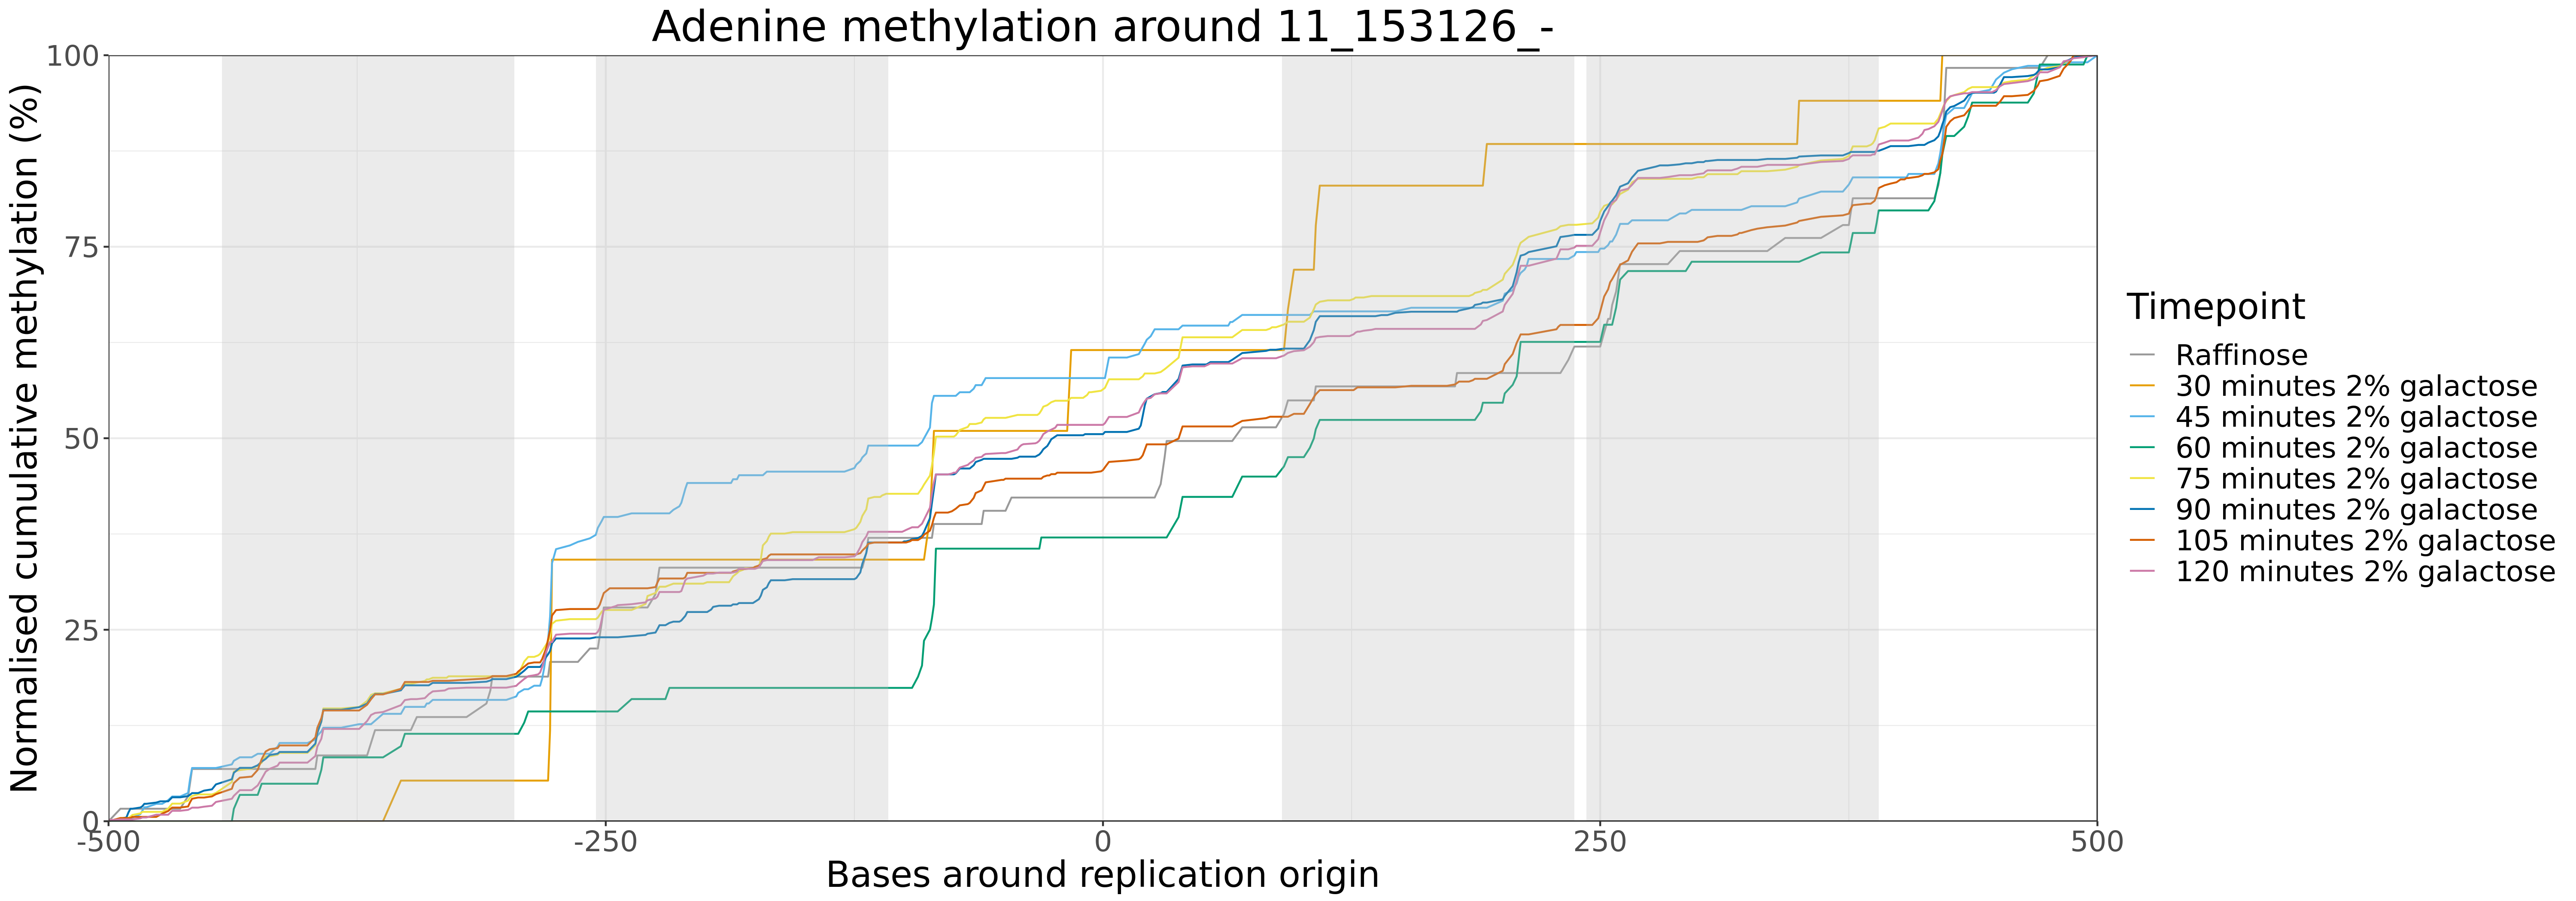 Adenine methylation around 11_153126_-
Normalised cumulative methylation (%)
100
75
50
25
0
-500
-250
0
250
500
Bases around replication origin
Timepoint
Raffinose
30 minutes 2% galactose
45 minutes 2% galactose
60 minutes 2% galactose
75 minutes 2% galactose
90 minutes 2% galactose
105 minutes 2% galactose
120 minutes 2% galactose